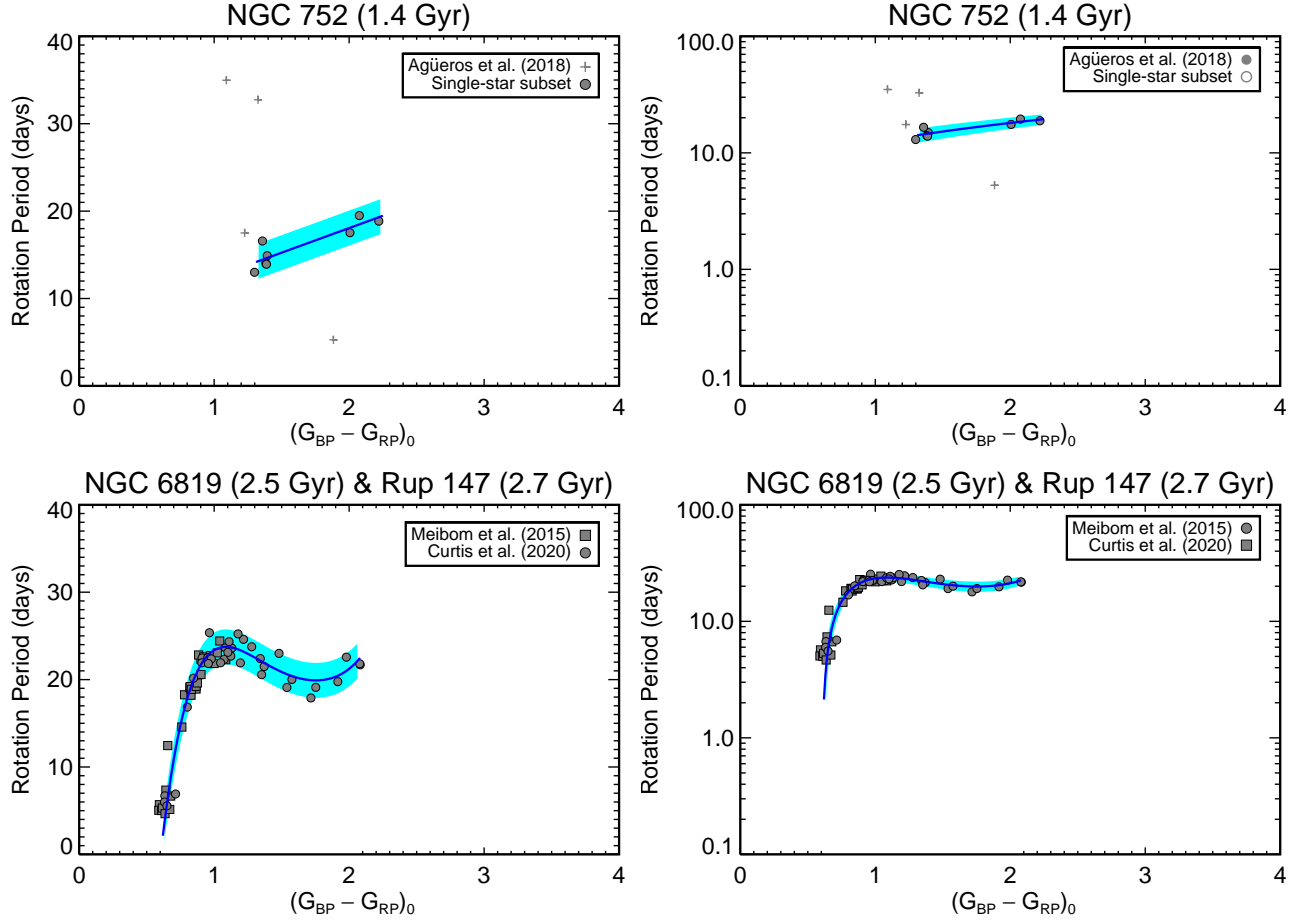 NGC 752 (1.4 Gyr)
40
30
20
10
0
Rotation Period (days)
Agüeros et al. (2018)
Single-star subset
0 1 2 3 4
(G_BP − G_RP)_0
NGC 752 (1.4 Gyr)
100.0
10.0
1.0
0.1
Rotation Period (days)
Agüeros et al. (2018)
Single-star subset
0 1 2 3 4
(G_BP − G_RP)_0
NGC 6819 (2.5 Gyr) & Rup 147 (2.7 Gyr)
40
30
20
10
0
Rotation Period (days)
Meibom et al. (2015)
Curtis et al. (2020)
0 1 2 3 4
(G_BP − G_RP)_0
NGC 6819 (2.5 Gyr) & Rup 147 (2.7 Gyr)
100.0
10.0
1.0
0.1
Rotation Period (days)
Meibom et al. (2015)
Curtis et al. (2020)
0 1 2 3 4
(G_BP − G_RP)_0